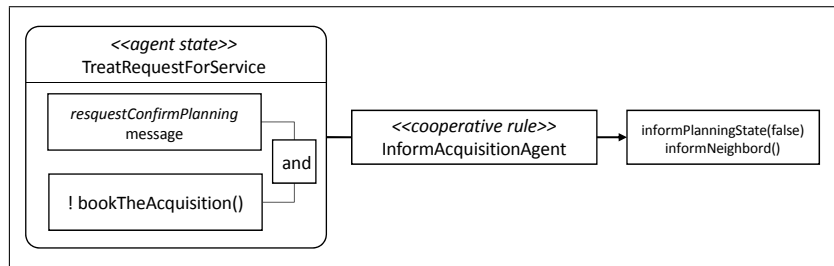 <<agent state>>
TreatRequestForService
resquestConfirmPlanning
message
and
! bookTheAcquisition()
<<cooperative rule>>
InformAcquisitionAgent
informPlanningState(false)
informNeighbord()